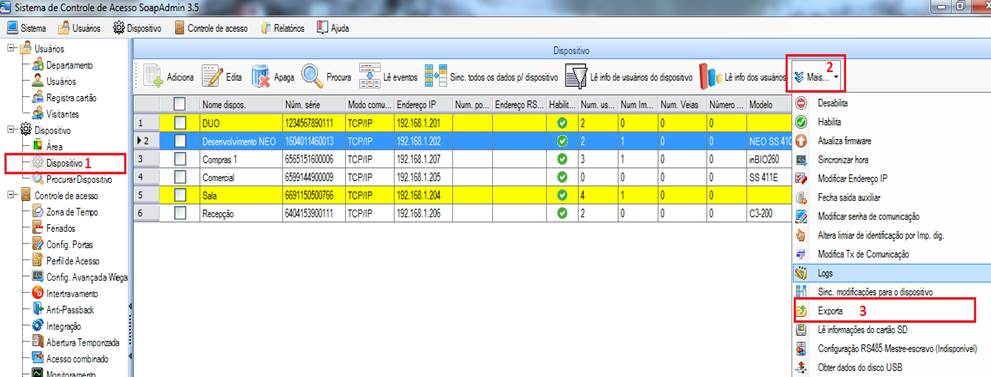 Sistema de Controle de Acesso SoapAdmin 3.5
Sistema Usuários Dispositivo Controle de acesso Relatórios Ajuda
Usuários
Departamento
Usuários
Registra cartão
Visitantes
Dispositivo
Área
Dispositivo 1
Procurar Dispositivo
Controle de acesso
Zona de Tempo
Feriados
Config. Portas
Perfil de Acesso
Config. Avançada Wega
Intertravamento
Anti-Passback
Integração
Abertura Temporizada
Acesso combinado
Monitoramento
Dispositivo
Adiciona Edita Apaga Procura Lê eventos Sinc. todos os dados p/ dispositivo Lê info de usuários do dispositivo Lê info dos usuários Mais... 2
Nome dispos. Núm. série Modo comu... Endereço IP Num. po... Endereço RS... Habilit... Num. us... Num Im... Num. Veias Número ... Modelo
1 DUO 1234567890111 TCP/IP 192.168.1.201 2 0 0 0
2 Desenvolvimento NEO 1604011460013 TCP/IP 192.168.1.202 2 1 0 0 NEO SS 410
3 Compras 1 6565151600006 TCP/IP 192.168.1.207 3 1 0 0 inBIO260
4 Comercial 6599144900009 TCP/IP 192.168.1.205 0 0 0 0 SS 411E
5 Sala 6691150500766 TCP/IP 192.168.1.204 4 1 0 0
6 Recepção 6404153900111 TCP/IP 192.168.1.206 2 0 0 0 C3-200
Desabilita
Habilita
Atualiza firmware
Sincronizar hora
Modificar Endereço IP
Fecha saída auxiliar
Modificar senha de comunicação
Altera limiar de identificação por Imp. dig.
Modifica Tx de Comunicação
Logs
Sinc. modificações para o dispositivo
Exporta 3
Lê informações do cartão SD
Configuração RS485 Mestre-escravo (Indisponível)
Obter dados do disco USB